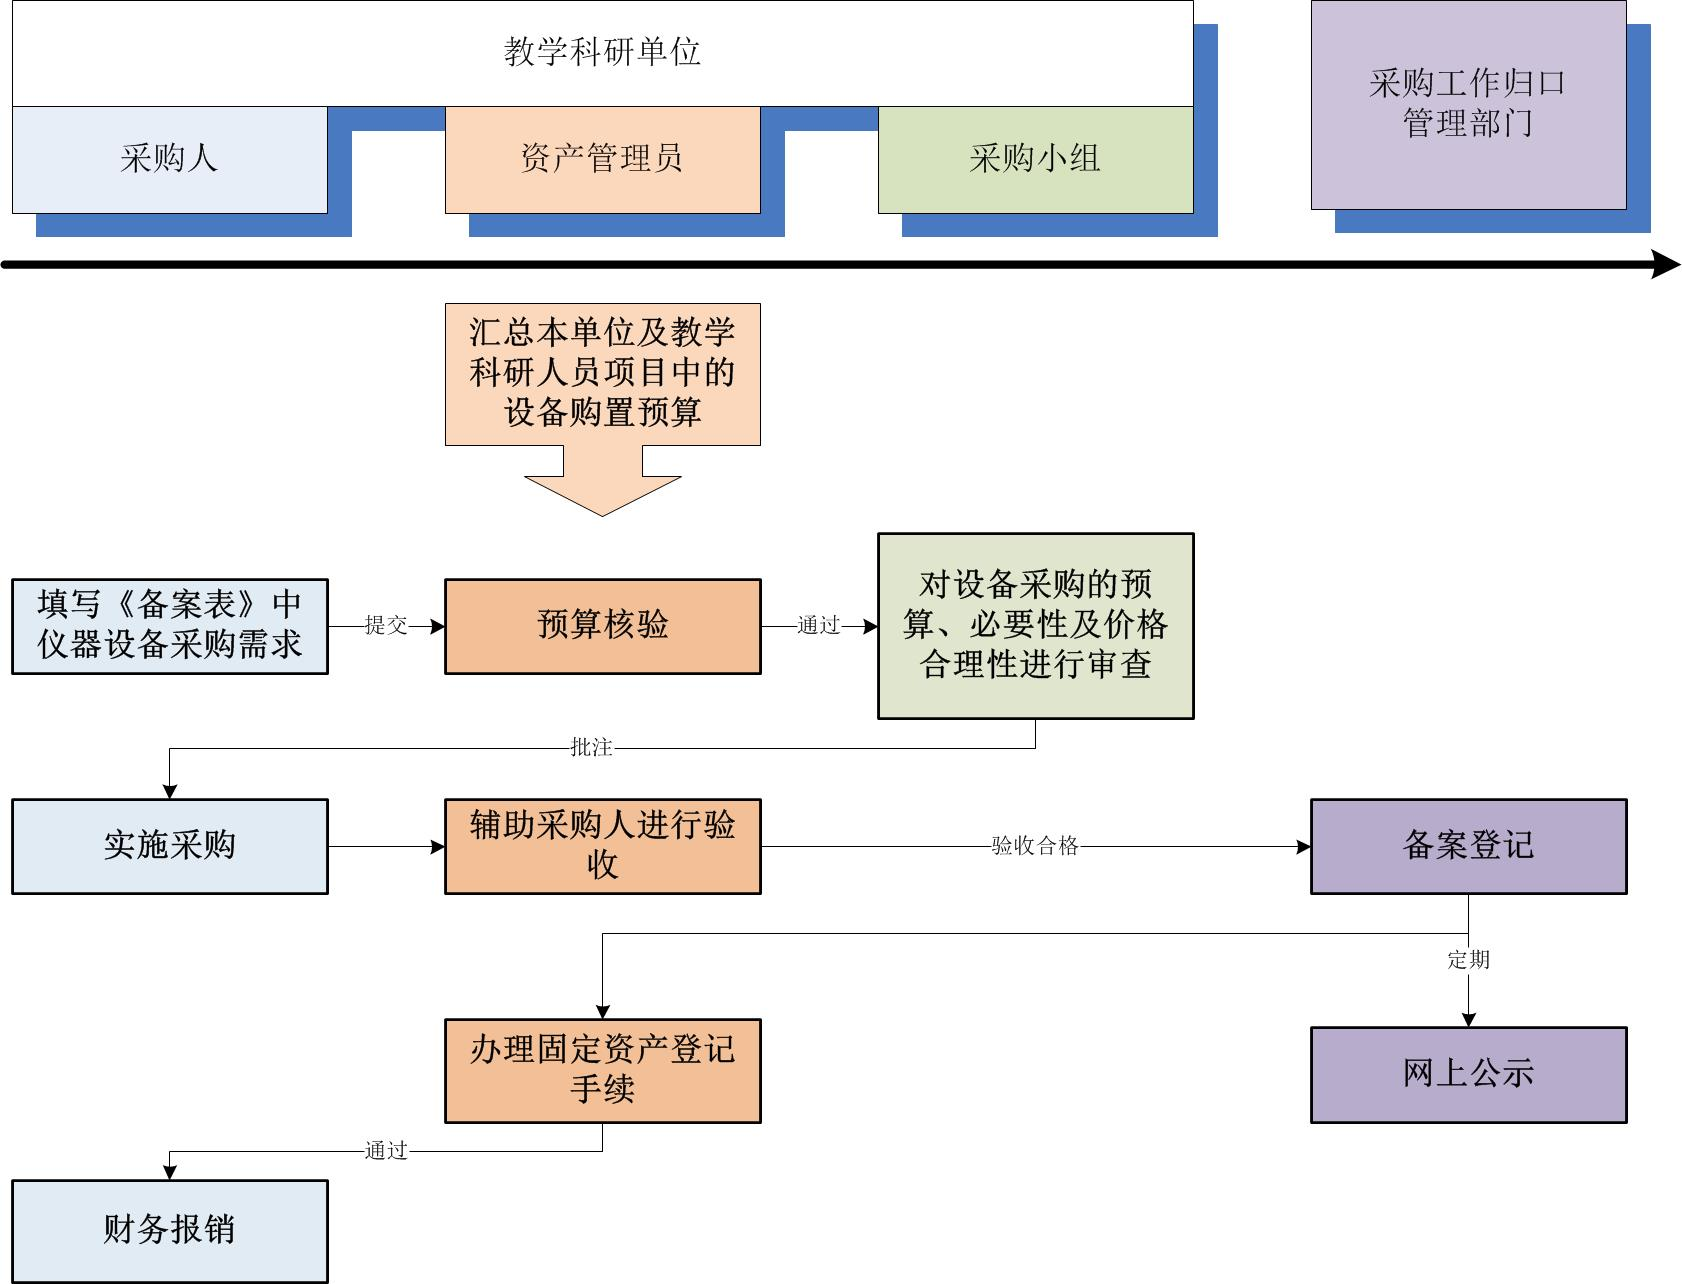 教学科研单位
采购工作归口
管理部门
采购人
资产管理员
采购小组
汇总本单位及教学
科研人员项目中的
设备购置预算
填写《备案表》中
仪器设备采购需求
提交
预算核验
通过
对设备采购的预
算、必要性及价格
合理性进行审查
批注
实施采购
辅助采购人进行验
收
验收合格
备案登记
定期
办理固定资产登记
手续
网上公示
通过
财务报销